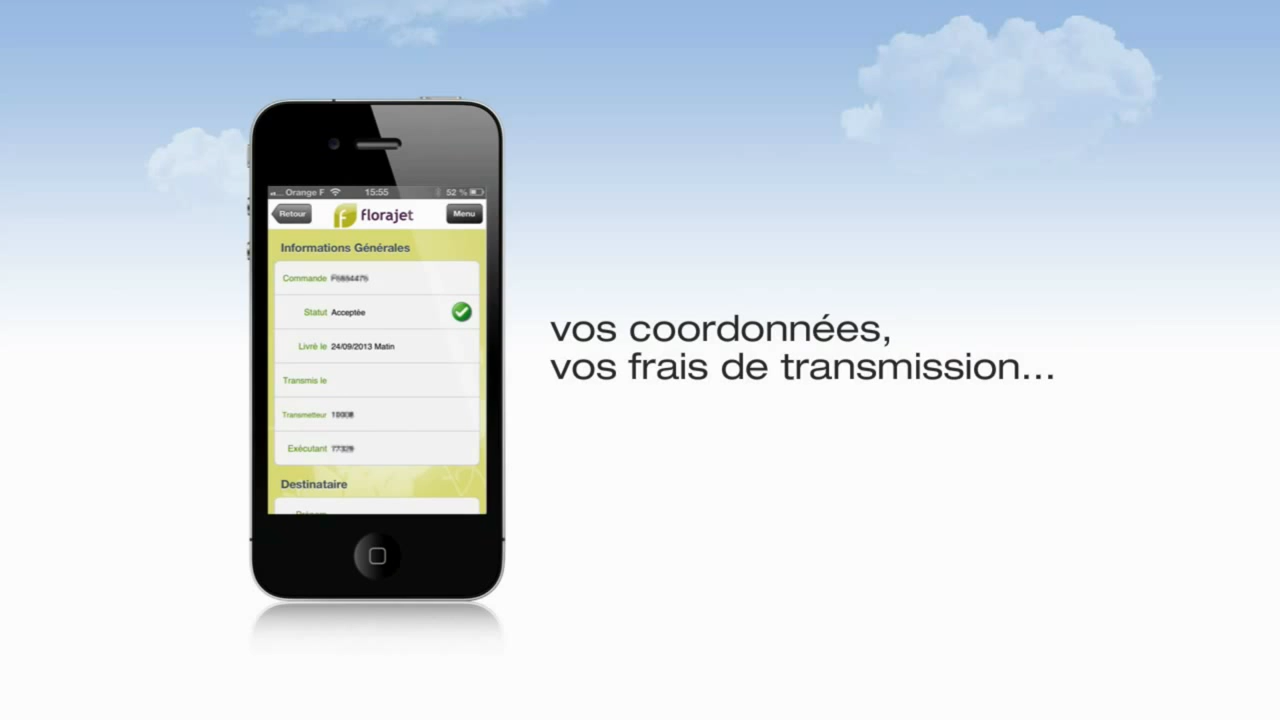 Orange F 15:55 52 %
Retour florajet Menu
Informations Générales
Commande
Statut Acceptée
Livré le 24/09/2013 Matin
Transmis le
Transmetteur
Exécutant
Destinataire
vos coordonnées,
vos frais de transmission...